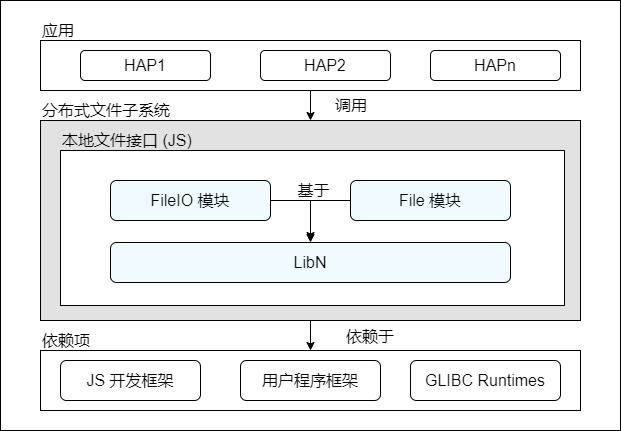 应用
HAP1 HAP2 HAPn
调用
分布式文件子系统
本地文件接口 (JS)
FileIO 模块 基于 File 模块
LibN
依赖于
依赖项
JS 开发框架 用户程序框架 GLIBC Runtimes